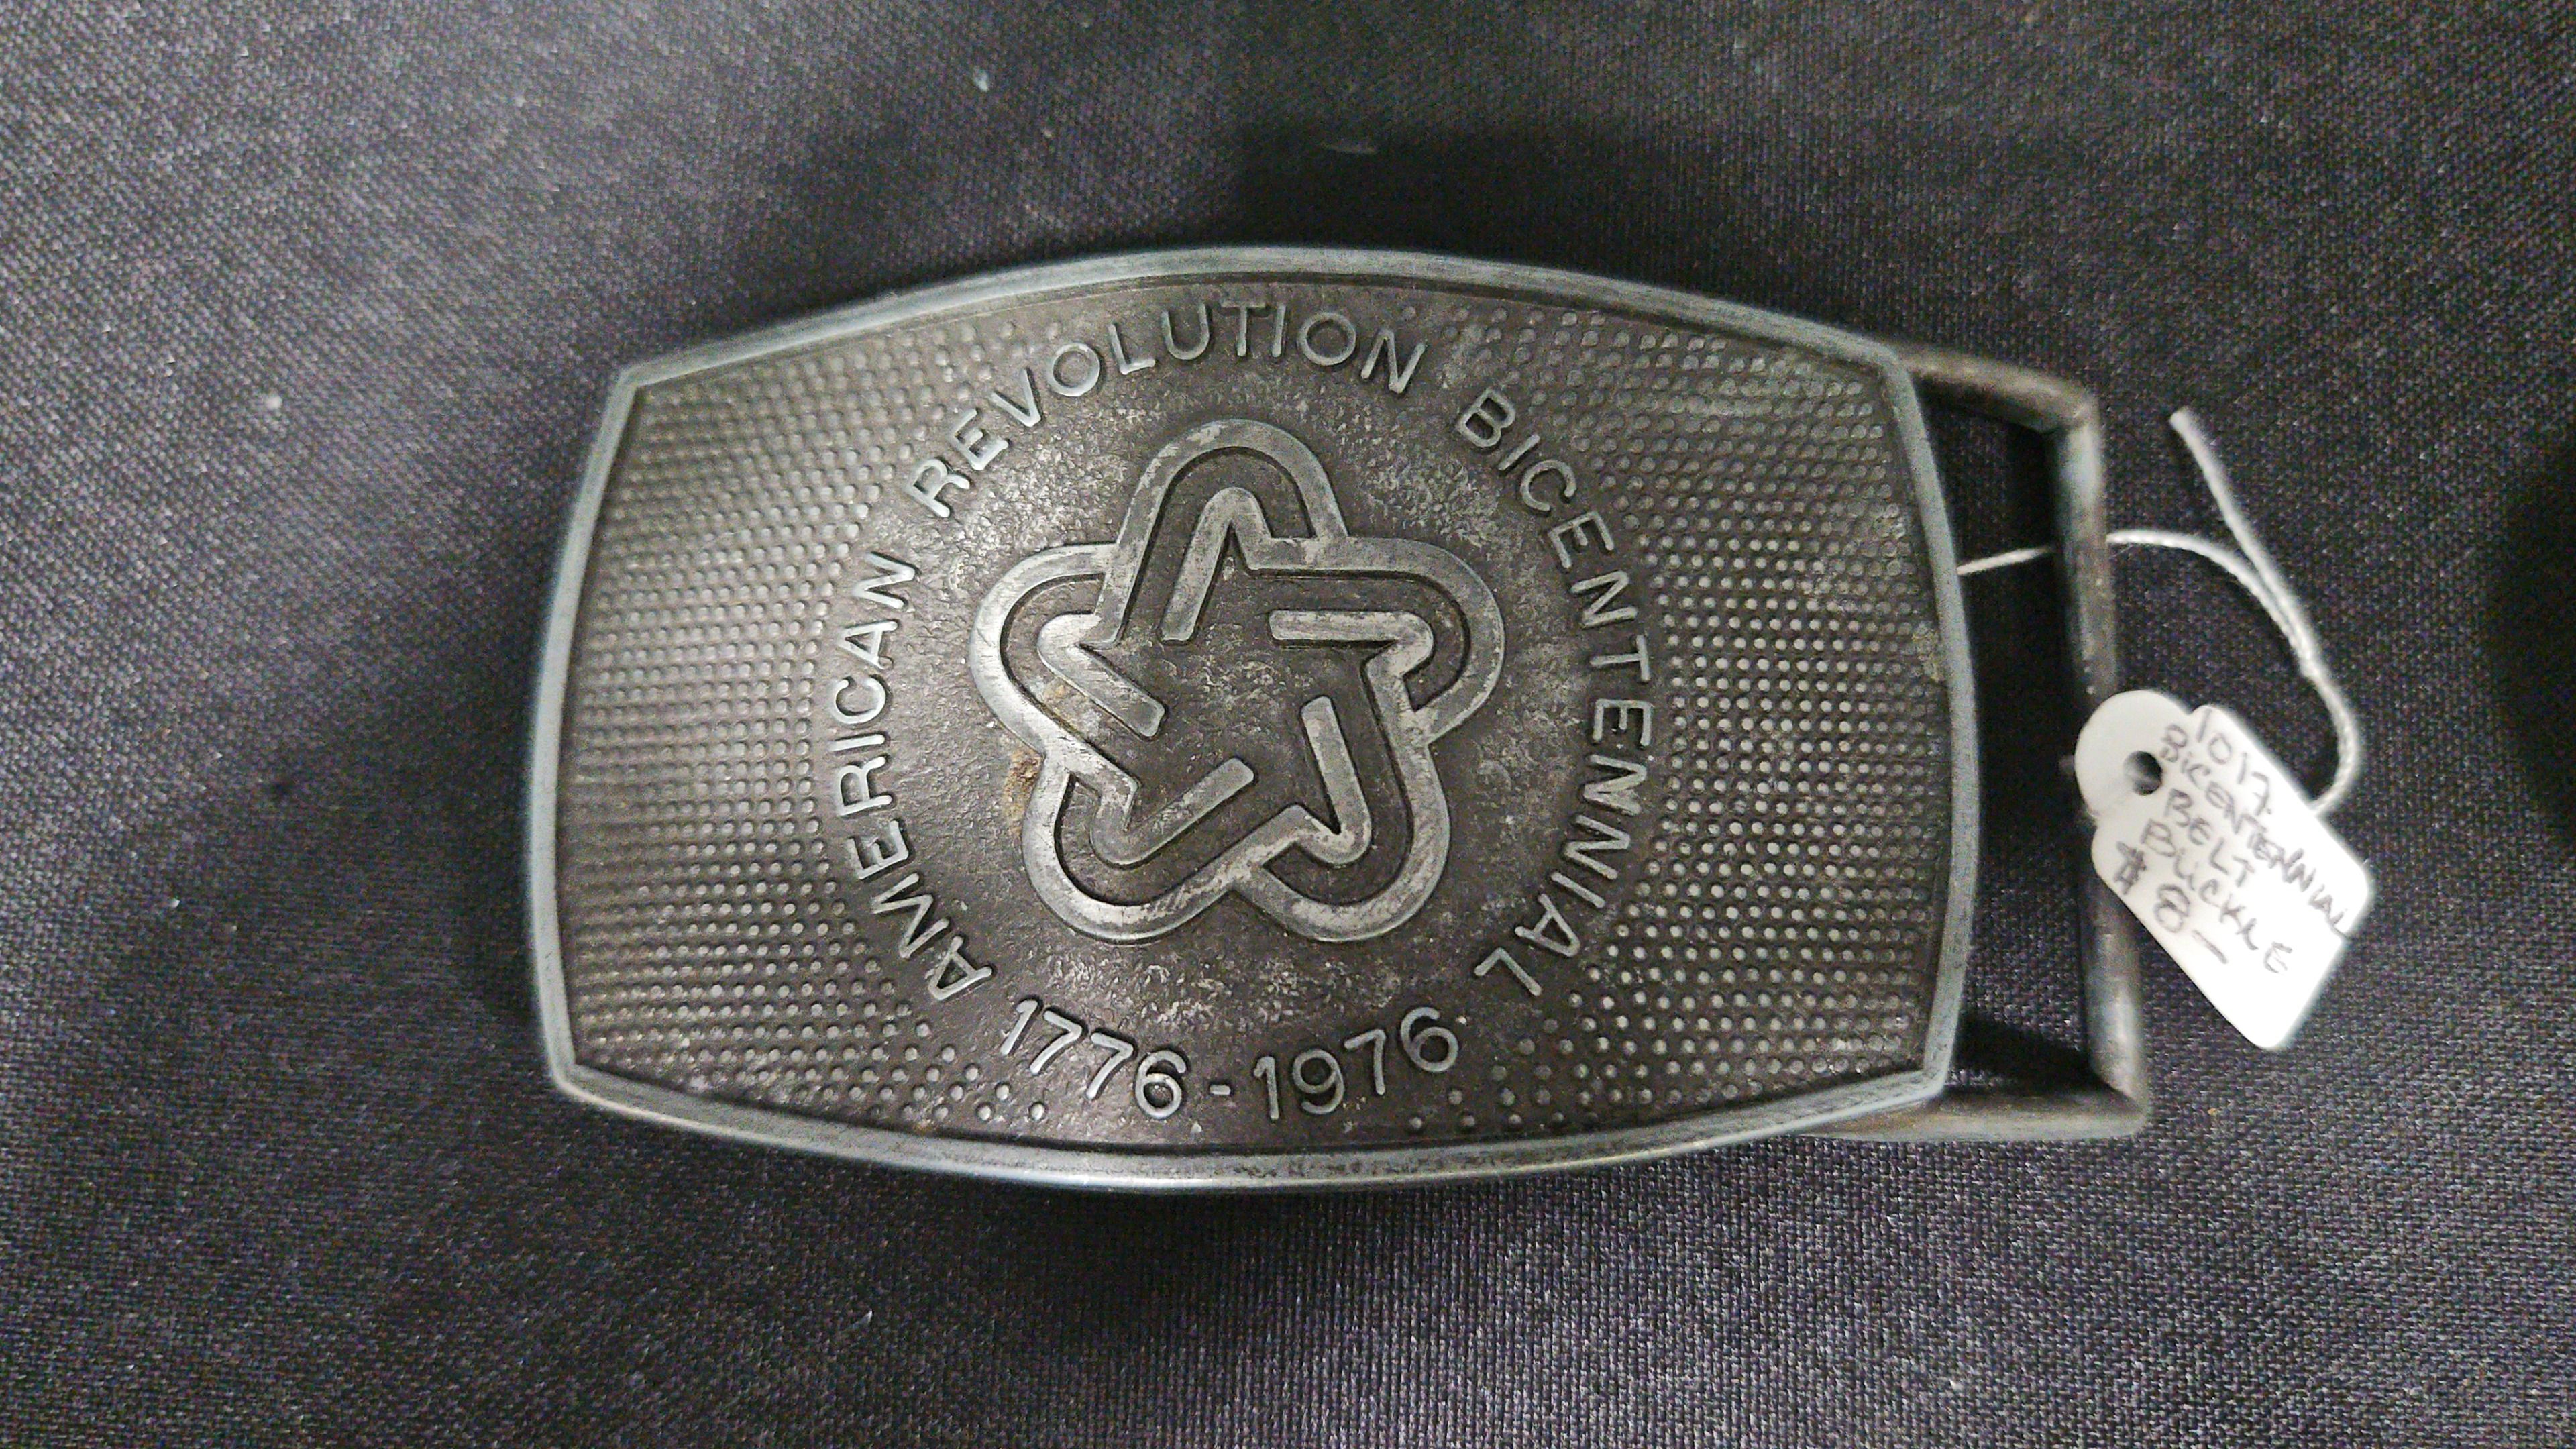 AMERICAN REVOLUTION BICENTENNIAL
1776-1976
1017.
BICENTENNIAL
BELT
BUCKLE
$8-